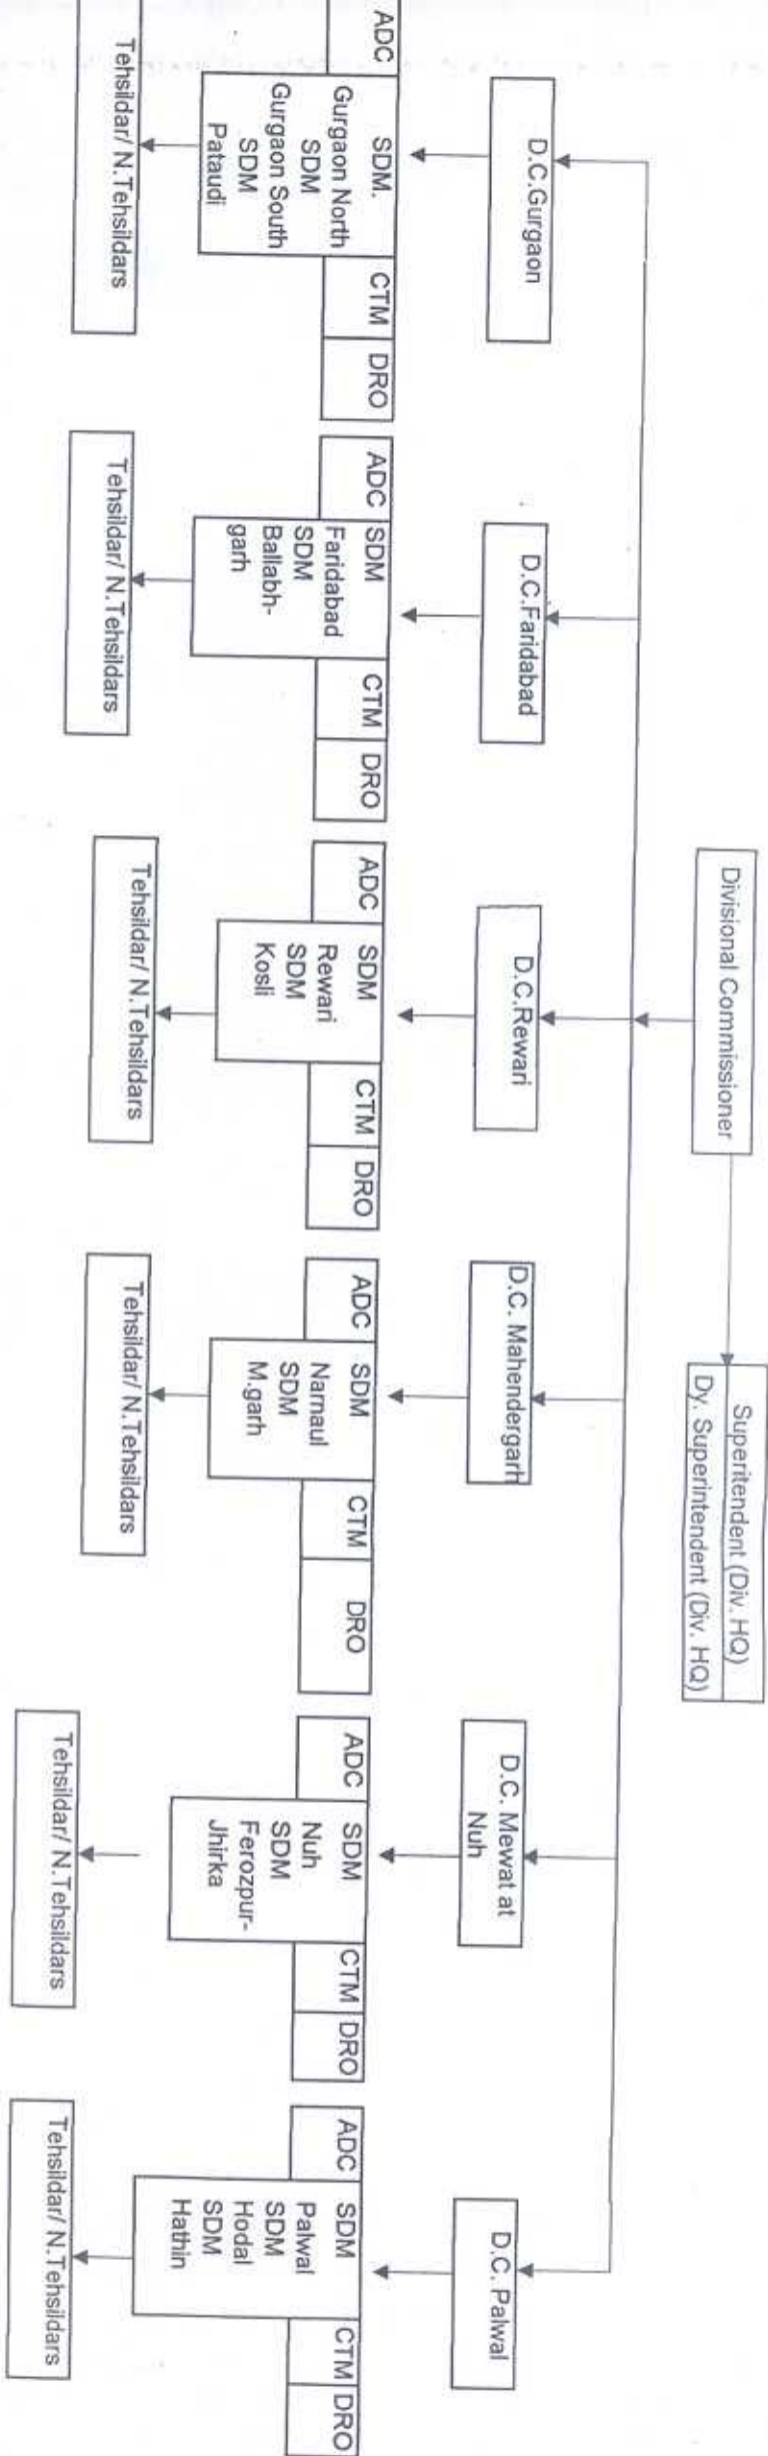 Divisional Commissioner
Superitendent (Div. HQ)
Dy. Superintendent (Div. HQ)
D.C.Gurgaon
D.C.Faridabad
D.C.Rewari
D.C. Mahendergarh
D.C. Mewat at
Nuh
D.C. Palwal
ADC
SDM.
Gurgaon North
SDM
Gurgaon South
SDM
Pataudi
CTM
DRO
ADC
SDM
Faridabad
SDM
Ballabh-
garh
CTM
DRO
ADC
SDM
Rewari
SDM
Kosli
CTM
DRO
ADC
SDM
Narnaul
SDM
M.garh
CTM
DRO
ADC
SDM
Nuh
SDM
Ferozpur-
Jhirka
CTM
DRO
ADC
SDM
Palwal
SDM
Hodal
SDM
Hathin
CTM
DRO
Tehsildar/ N.Tehsildars
Tehsildar/ N.Tehsildars
Tehsildar/ N.Tehsildars
Tehsildar/ N.Tehsildars
Tehsildar/ N.Tehsildars
Tehsildar/ N.Tehsildars